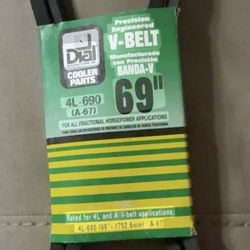 Dial
COOLER
PARTS
4L-690
(A-67)
Precision
Engineered
V-BELT
Manufacturado
con Precisión
BANDA-V
69"
FOR ALL FRACTIONAL HORSEPOWER APPLICATIONS
Rated for 4L and A V-belt applications.
4L-690 (69" - 1752.6mm) A-67